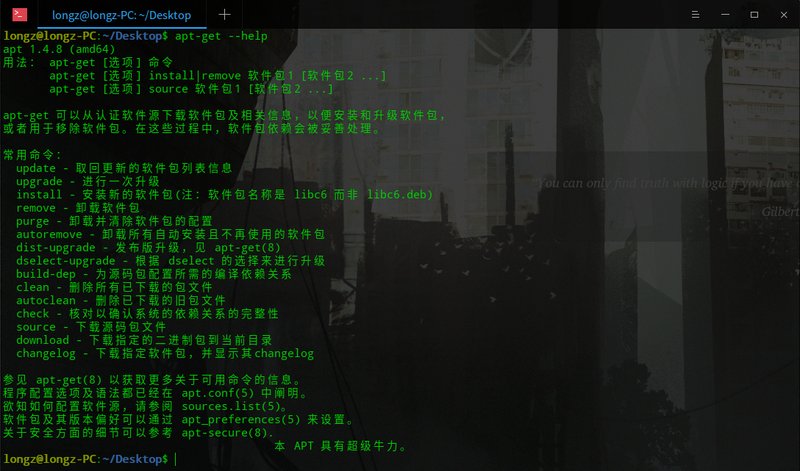 longz@longz-PC: ~/Desktop
longz@longz-PC:~/Desktop$ apt-get --help
apt 1.4.8 (amd64)
用法： apt-get [选项] 命令
apt-get [选项] install|remove 软件包1 [软件包2 ...]
apt-get [选项] source 软件包1 [软件包2 ...]
apt-get 可以从认证软件源下载软件包及相关信息，以便安装和升级软件包，
或者用于移除软件包。在这些过程中，软件包依赖会被妥善处理。
常用命令：
update - 取回更新的软件包列表信息
upgrade - 进行一次升级
install - 安装新的软件包(注：软件包名称是 libc6 而非 libc6.deb)
remove - 卸载软件包
purge - 卸载并清除软件包的配置
autoremove - 卸载所有自动安装且不再使用的软件包
dist-upgrade - 发布版升级，见 apt-get(8)
dselect-upgrade - 根据 dselect 的选择来进行升级
build-dep - 为源码包配置所需的编译依赖关系
clean - 删除所有已下载的包文件
autoclean - 删除已下载的旧包文件
check - 核对以确认系统的依赖关系的完整性
source - 下载源码包文件
download - 下载指定的二进制包到当前目录
changelog - 下载指定软件包，并显示其changelog
参见 apt-get(8) 以获取更多关于可用命令的信息。
程序配置选项及语法都已经在 apt.conf(5) 中阐明。
欲知如何配置软件源，请参阅 sources.list(5)。
软件包及其版本偏好可以通过 apt_preferences(5) 来设置。
关于安全方面的细节可以参考 apt-secure(8).
本 APT 具有超级牛力。
longz@longz-PC:~/Desktop$
"You can only find truth with logic if you have
Gilbert